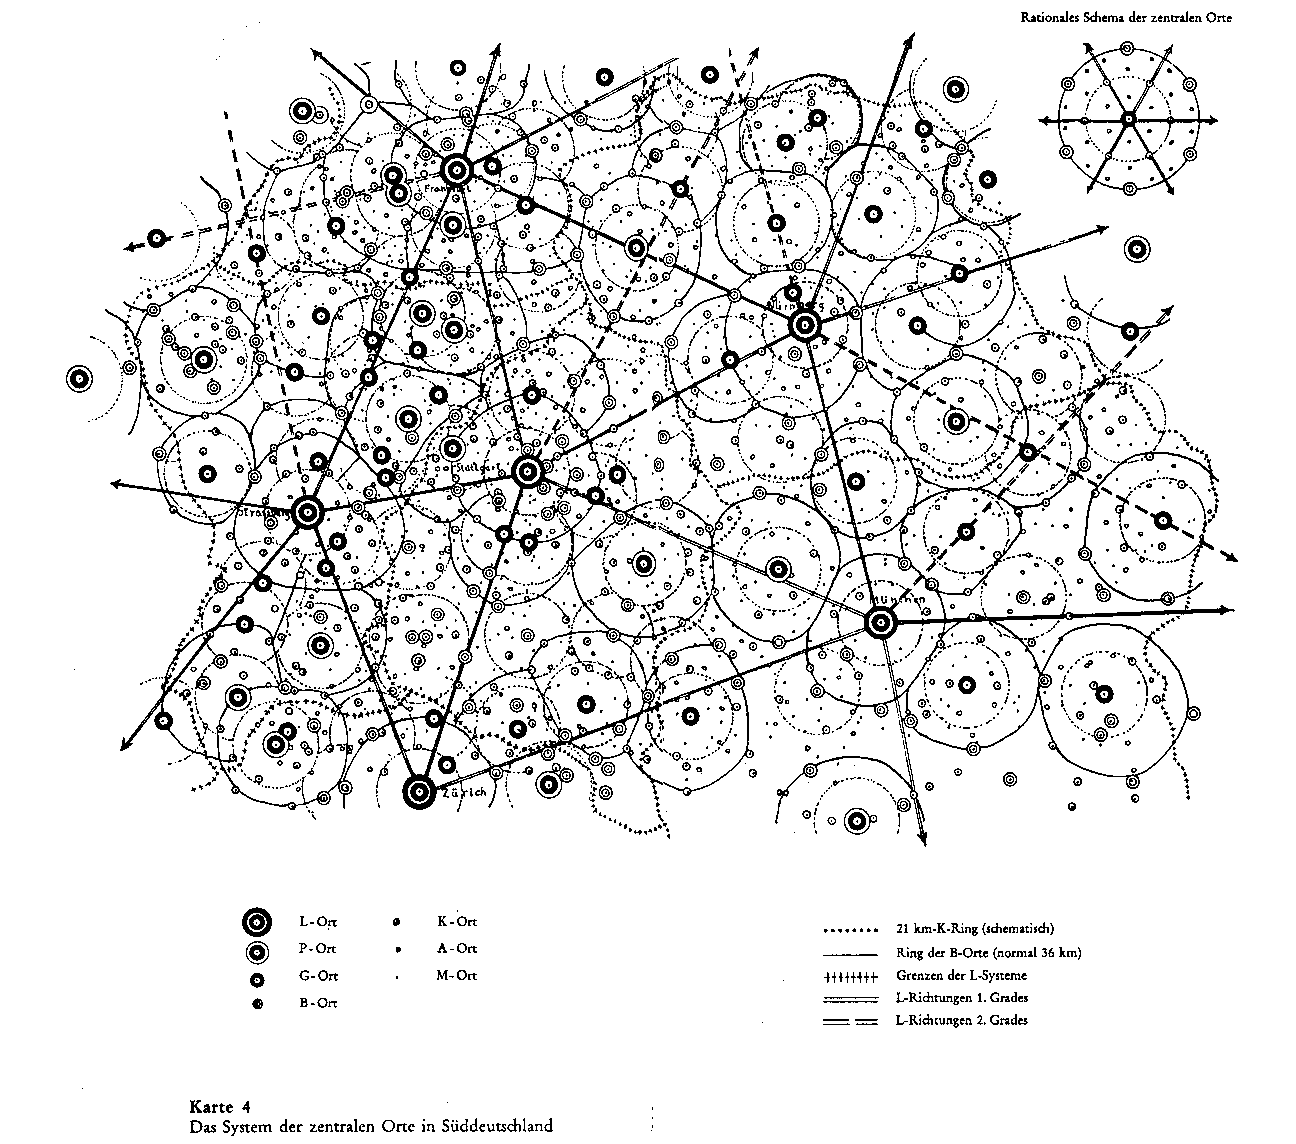 Rationales Schema der zentralen Orte
Nürnberg
Stuttgart
München
Zürich
L-Ort
P-Ort
G-Ort
B-Ort
K-Ort
A-Ort
M-Ort
21 km-K-Ring (schematisch)
Ring der B-Orte (normal 36 km)
Grenzen der L-Systeme
L-Richtungen 1. Grades
L-Richtungen 2. Grades
Karte 4
Das System der zentralen Orte in Süddeutschland